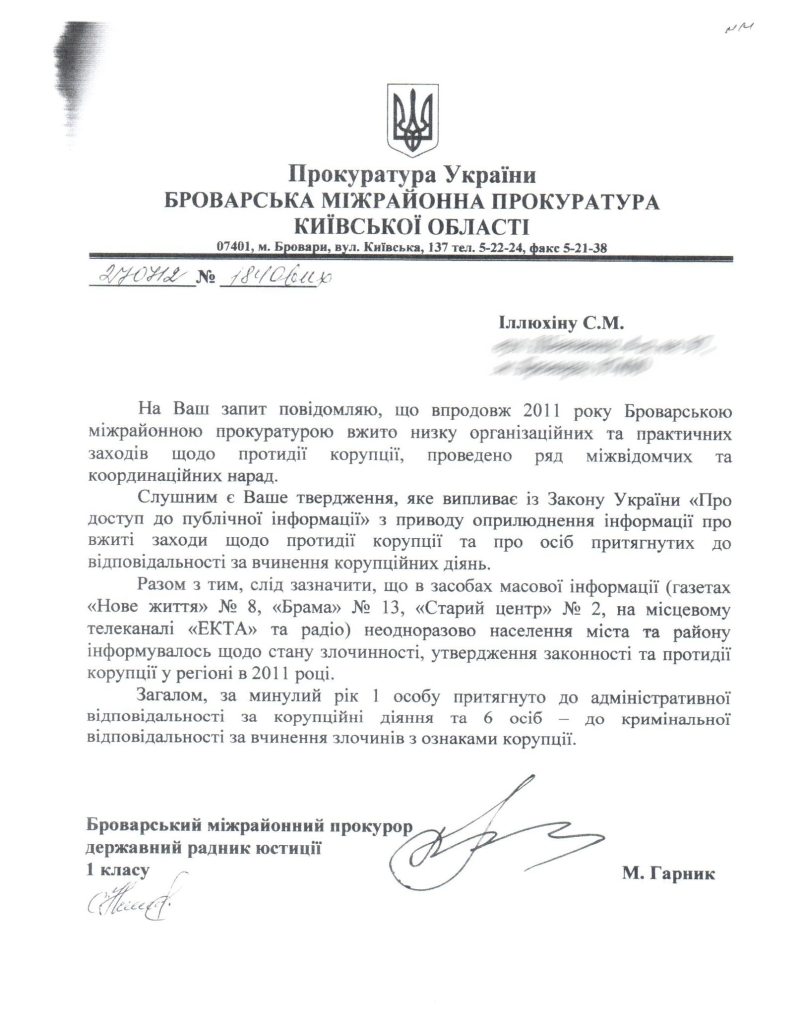 Прокуратура України
БРОВАРСЬКА МІЖРАЙОННА ПРОКУРАТУРА
КИЇВСЬКОЇ ОБЛАСТІ
07401, м. Бровари, вул. Київська, 137 тел. 5-22-24, факс 5-21-38
270712 № 1840вих
Іллюхіну С.М.
На Ваш запит повідомляю, що впродовж 2011 року Броварською
міжрайонною прокуратурою вжито низку організаційних та практичних
заходів щодо протидії корупції, проведено ряд міжвідомчих та
координаційних нарад.
Слушним є Ваше твердження, яке випливає із Закону України «Про
доступ до публічної інформації» з приводу оприлюднення інформації про
вжиті заходи щодо протидії корупції та про осіб притягнутих до
відповідальності за вчинення корупційних діянь.
Разом з тим, слід зазначити, що в засобах масової інформації (газетах
«Нове життя» № 8, «Брама» № 13, «Старий центр» № 2, на місцевому
телеканалі «ЕКТА» та радіо) неодноразово населення міста та району
інформувалось щодо стану злочинності, утвердження законності та протидії
корупції у регіоні в 2011 році.
Загалом, за минулий рік 1 особу притягнуто до адміністративної
відповідальності за корупційні діяння та 6 осіб – до кримінальної
відповідальності за вчинення злочинів з ознаками корупції.
Броварський міжрайонний прокурор
державний радник юстиції
1 класу
М. Гарник